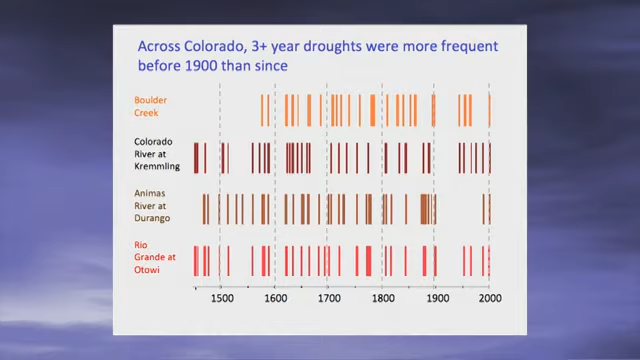 Across Colorado, 3+ year droughts were more frequent
before 1900 than since
Boulder
Creek
Colorado
River at
Kremmling
Animas
River at
Durango
Rio
Grande at
Otowi
1500 1600 1700 1800 1900 2000